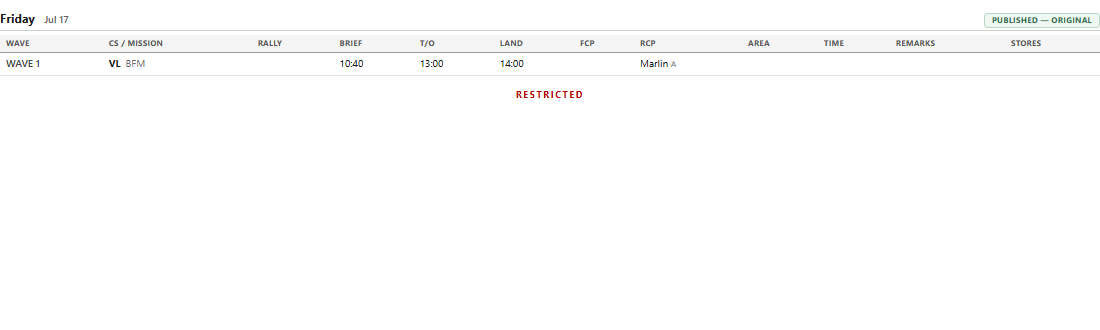 Friday Jul 17 PUBLISHED — ORIGINAL
WAVE CS / MISSION RALLY BRIEF T/O LAND FCP RCP AREA TIME REMARKS STORES
WAVE 1 VL BFM 10:40 13:00 14:00 Marlin A
RESTRICTED